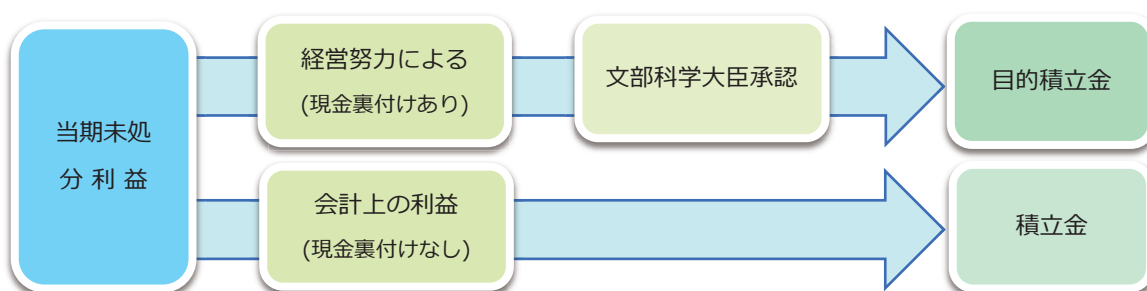 当期未処
分 利 益
経営努力による
(現金裏付けあり)
文部科学大臣承認
目的積立金
会計上の利益
(現金裏付けなし)
積立金